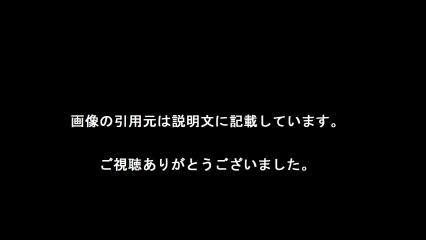 画像の引用元は説明文に記載しています。
ご視聴ありがとうございました。